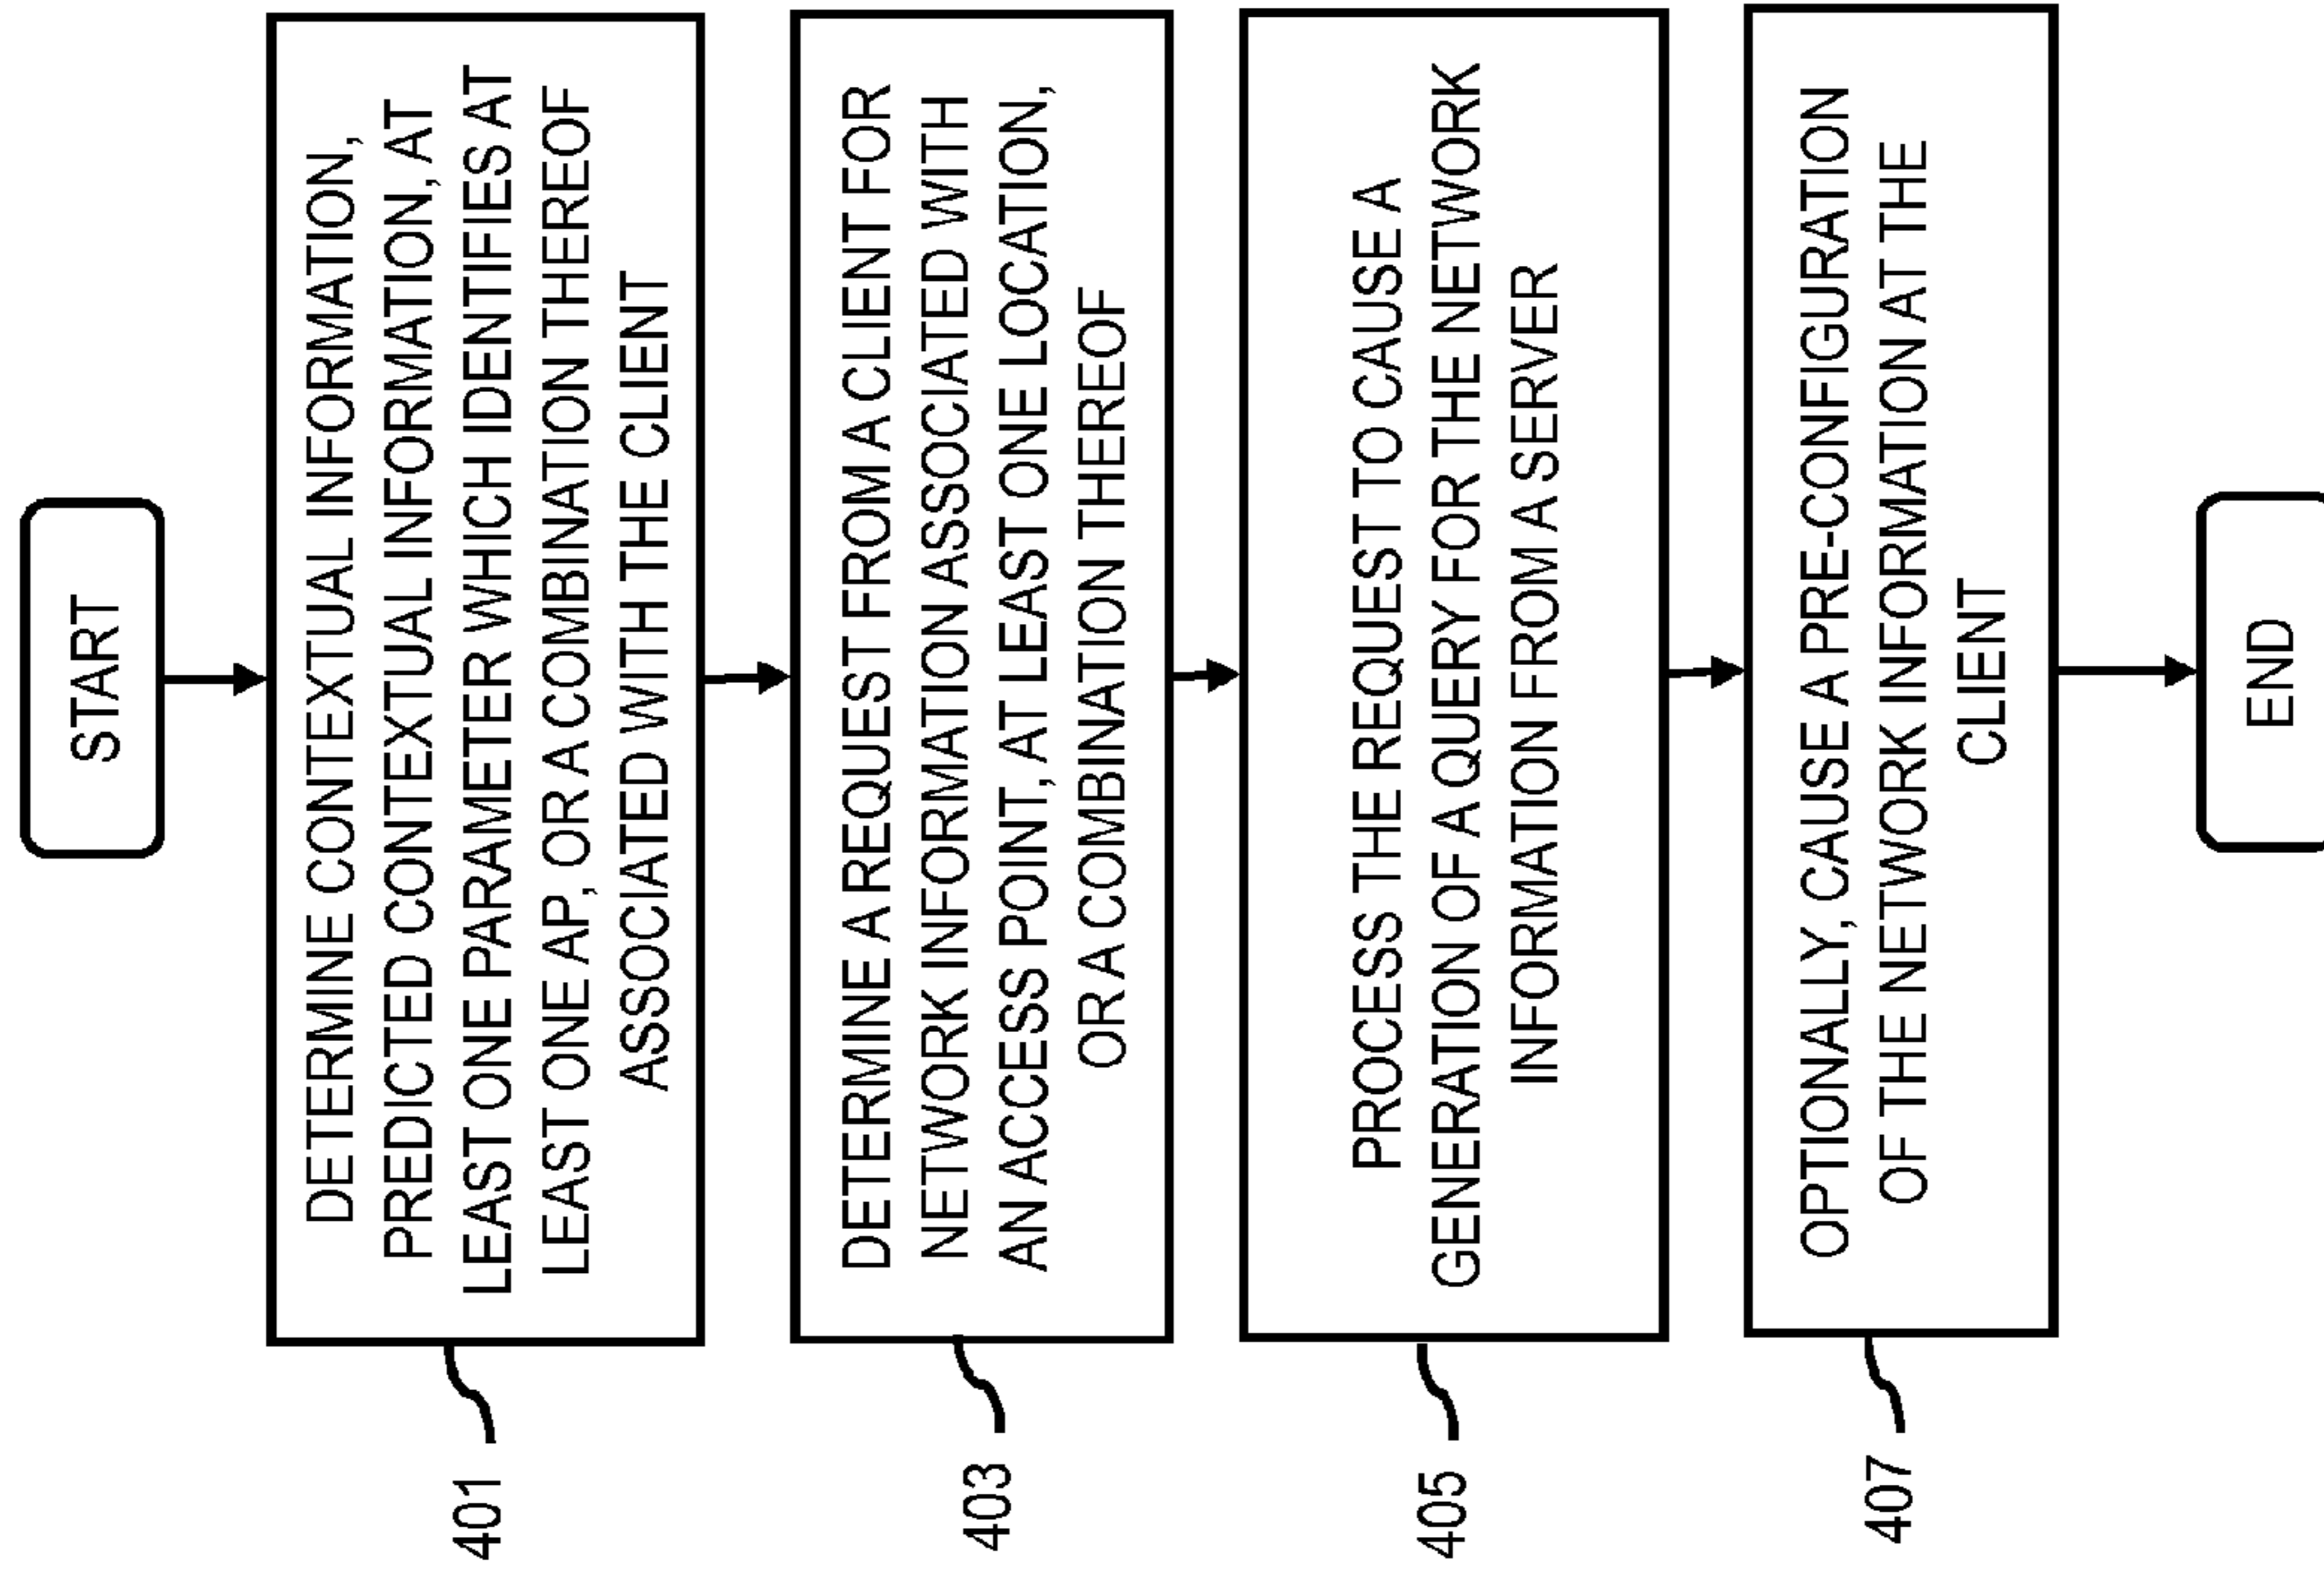 START
DETERMINE CONTEXTUAL INFORMATION,
PREDICTED CONTEXTUAL INFORMATION, AT
LEAST ONE PARAMETER WHICH IDENTIFIES AT
LEAST ONE AP, OR A COMBINATION THEREOF
ASSOCIATED WITH THE CLIENT
401
DETERMINE A REQUEST FROM A CLIENT FOR
NETWORK INFORMATION ASSOCIATED WITH
AN ACCESS POINT, AT LEAST ONE LOCATION,
OR A COMBINATION THEREOF
403
PROCESS THE REQUEST TO CAUSE A
GENERATION OF A QUERY FOR THE NETWORK
INFORMATION FROM A SERVER
405
OPTIONALLY, CAUSE A PRE-CONFIGURATION
OF THE NETWORK INFORMATION AT THE
CLIENT
407
END